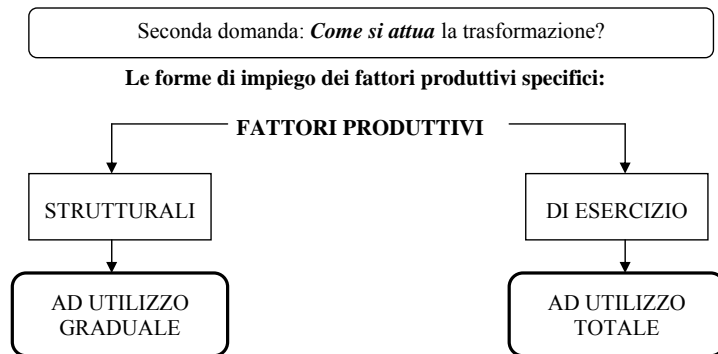 Seconda domanda: Come si attua la trasformazione?
Le forme di impiego dei fattori produttivi specifici:
FATTORI PRODUTTIVI
STRUTTURALI
DI ESERCIZIO
AD UTILIZZO
GRADUALE
AD UTILIZZO
TOTALE